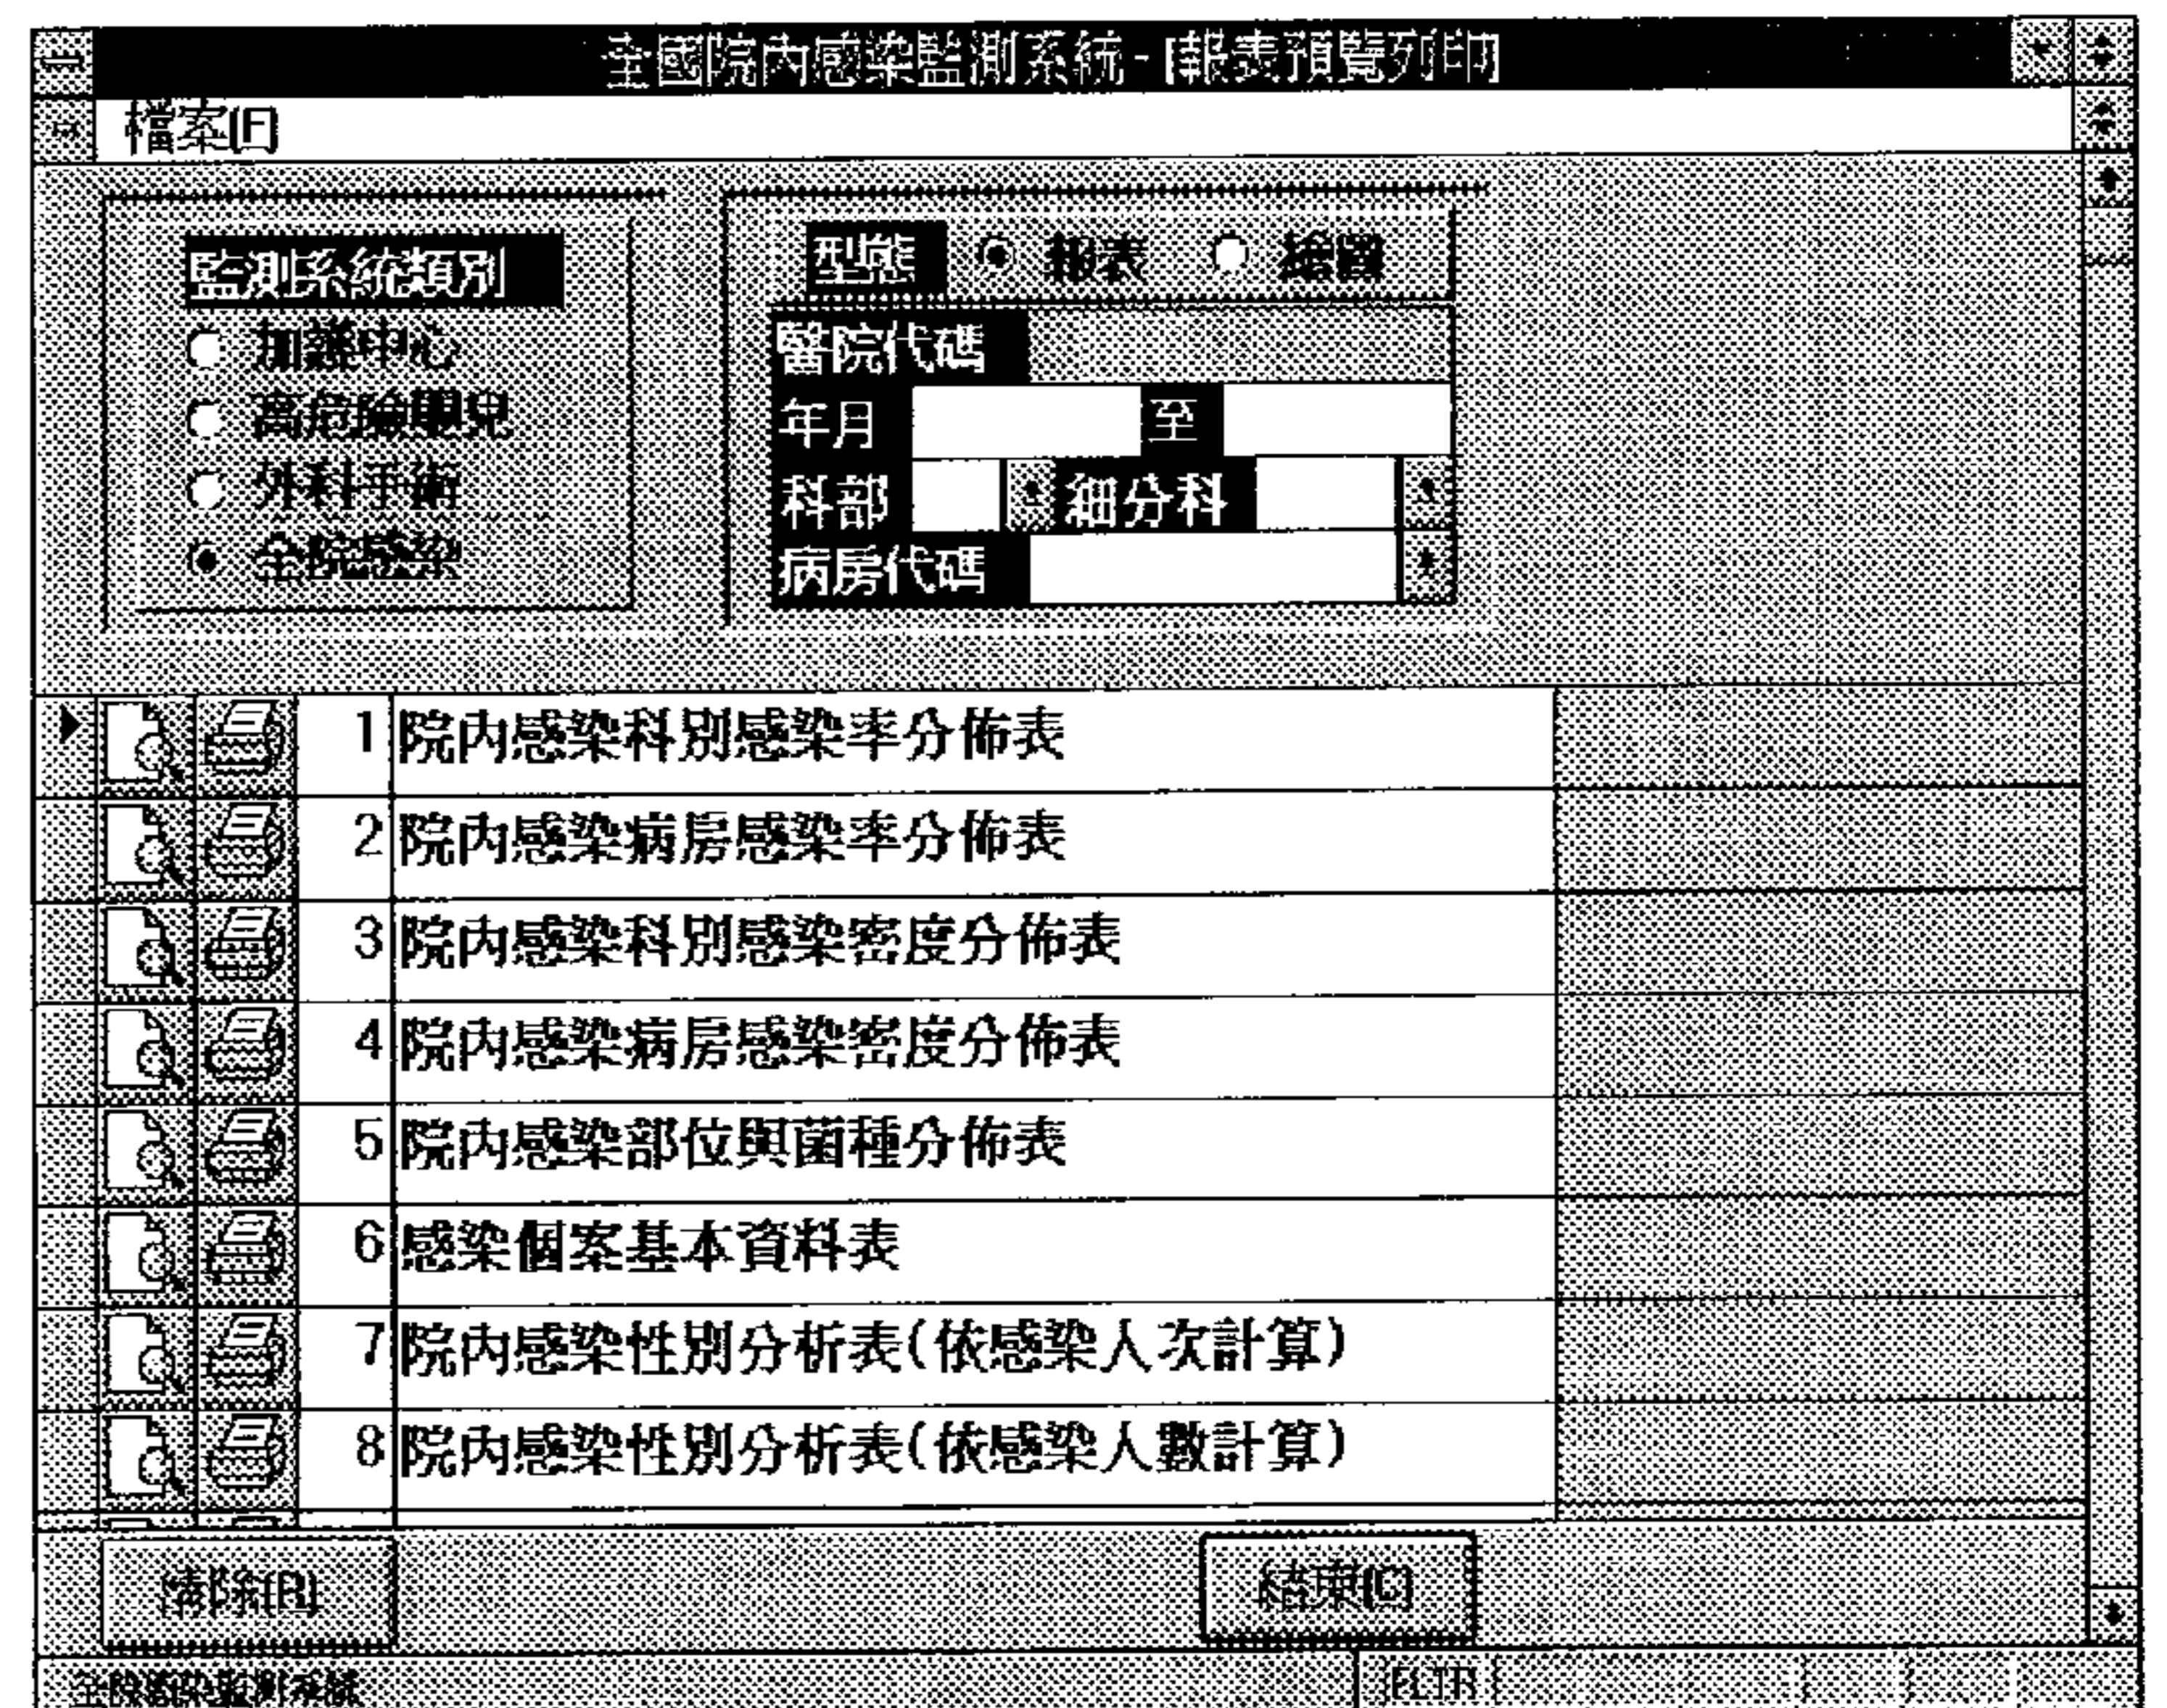 全國院內感染監測系統 - [報表預覽列印]
檔案(F)
監測系統類別
加護中心
高危險嬰兒
外科手術
全院感染
型態 報表 繪圖
醫院代碼
年月 至
科部 細分科
病房代碼
1 院內感染科別感染率分佈表
2 院內感染病房感染率分佈表
3 院內感染科別感染密度分佈表
4 院內感染病房感染密度分佈表
5 院內感染部位與菌種分佈表
6 感染個案基本資料表
7 院內感染性別分析表(依感染人次計算)
8 院內感染性別分析表(依感染人數計算)
清除(R) 結束(C)
全院感染監測系統 FLTR